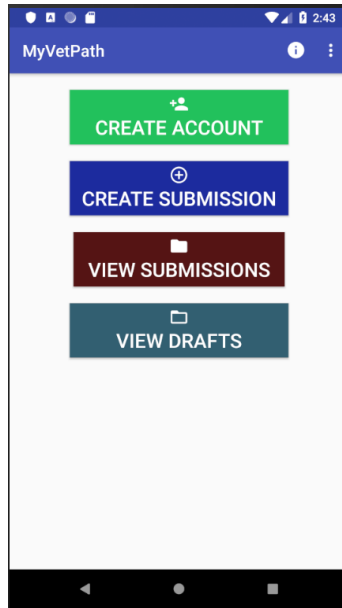 2:43
MyVetPath
CREATE ACCOUNT
CREATE SUBMISSION
VIEW SUBMISSIONS
VIEW DRAFTS